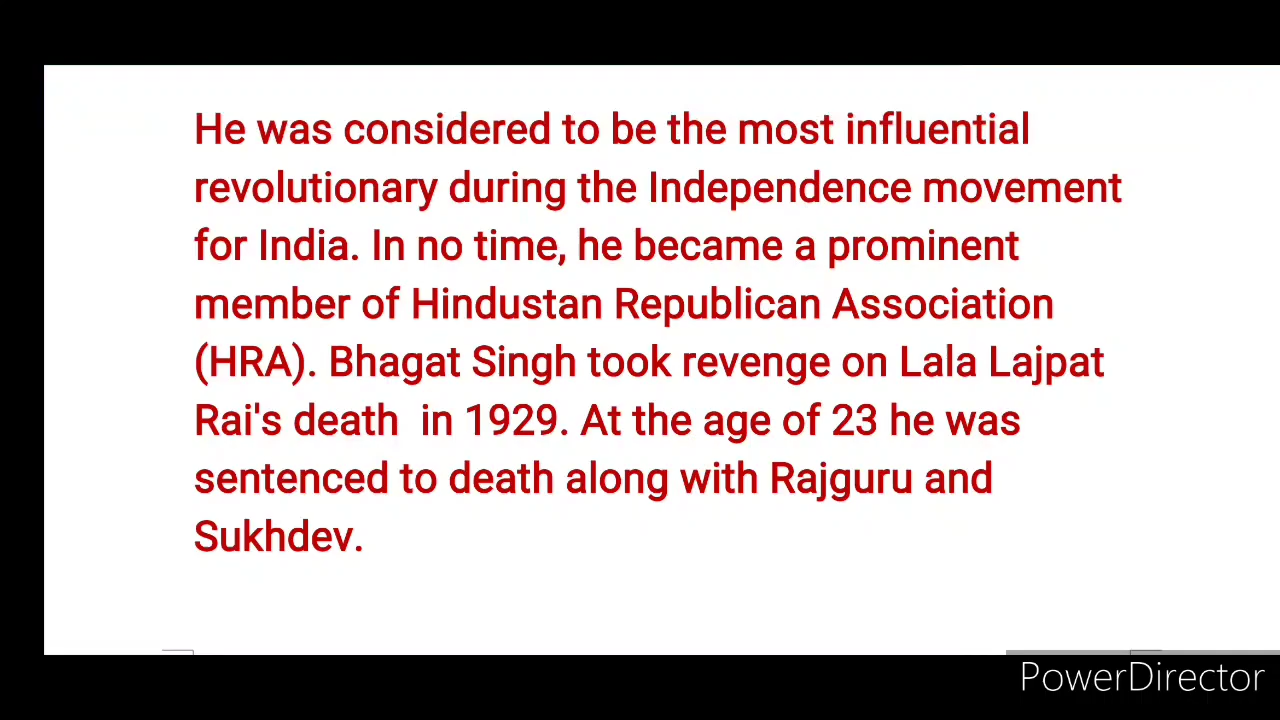 He was considered to be the most influential
revolutionary during the Independence movement
for India. In no time, he became a prominent
member of Hindustan Republican Association
(HRA). Bhagat Singh took revenge on Lala Lajpat
Rai's death  in 1929. At the age of 23 he was
sentenced to death along with Rajguru and
Sukhdev.
PowerDirector